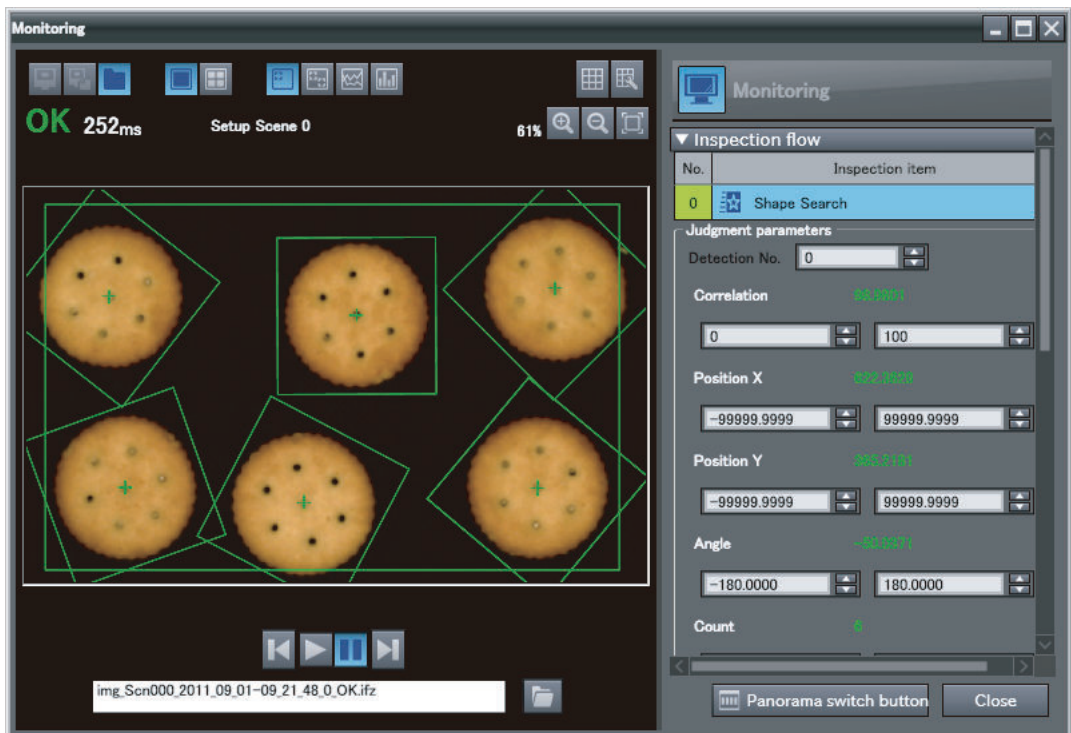 Monitoring
OK 252ms
Setup Scene 0
61%
img_Scn000_2011_09_01-09_21_48_0_OK.ifz
Monitoring
Inspection flow
No. Inspection item
0 Shape Search
Judgment parameters
Detection No. 0
Correlation
0 100
Position X
-99999.9999 99999.9999
Position Y
-99999.9999 99999.9999
Angle
-180.0000 180.0000
Count 6
Panorama switch button Close